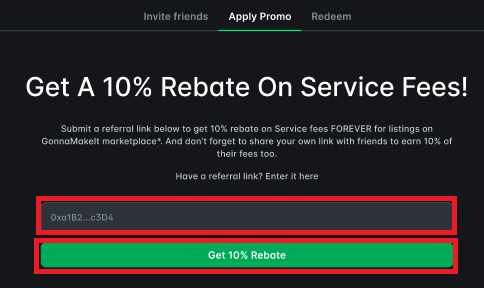 Invite friends Apply Promo Redeem
Get A 10% Rebate On Service Fees!
Submit a referral link below to get 10% rebate on Service fees FOREVER for listings on
GonnaMakeIt marketplace*. And don't forget to share your own link with friends to earn 10% of
their fees too.
Have a referral link? Enter it here
0xa1B2...c3D4
Get 10% Rebate